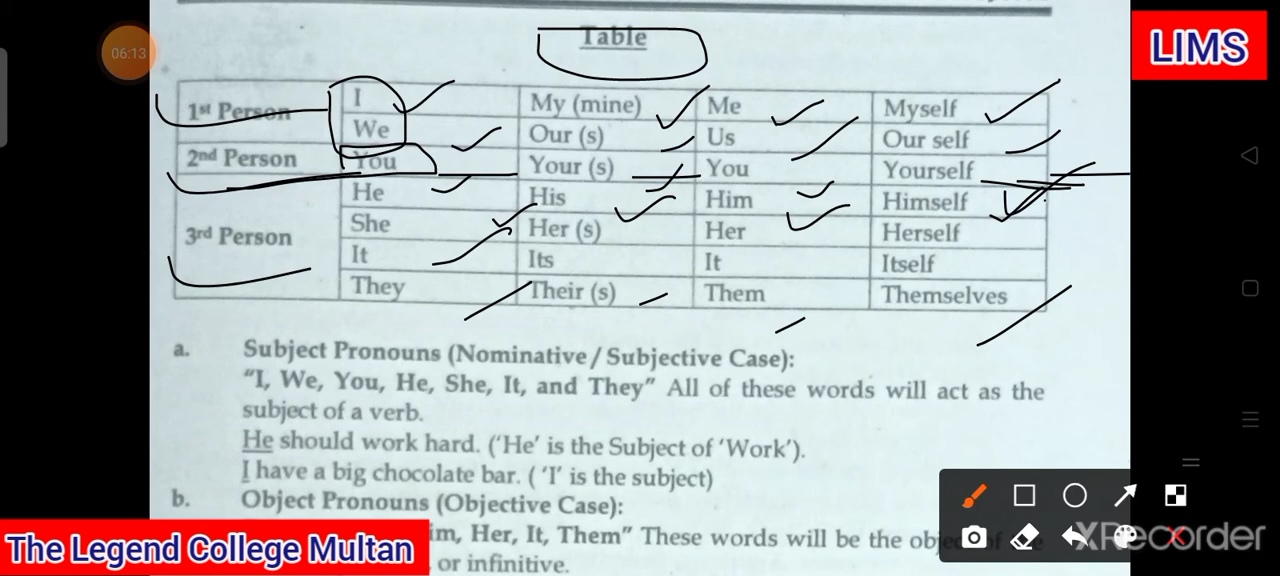 LIMS
06:13
Table
1st Person I My (mine) Me Myself
We Our (s) Us Our self
2nd Person You Your (s) You Yourself
3rd Person He His Him Himself
She Her (s) Her Herself
It Its It Itself
They Their (s) Them Themselves
a. Subject Pronouns (Nominative / Subjective Case):
"I, We, You, He, She, It, and They" All of these words will act as the
subject of a verb.
He should work hard. ('He' is the Subject of 'Work').
I have a big chocolate bar. ( 'I' is the subject)
b. Object Pronouns (Objective Case):
Her, It, Them" These words will be the
or infinitive.
The Legend College Multan
XRecorder